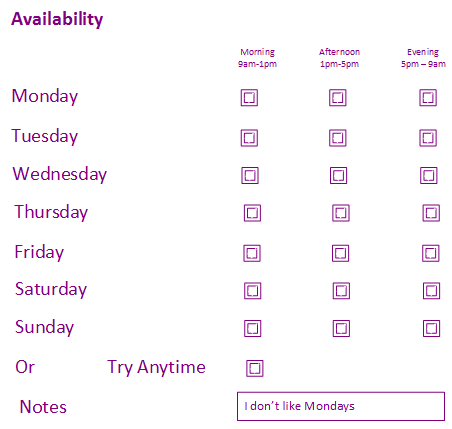 Availability
Morning Afternoon Evening
9am-1pm 1pm-5pm 5pm – 9am
Monday
Tuesday
Wednesday
Thursday
Friday
Saturday
Sunday
Or Try Anytime
Notes I don’t like Mondays